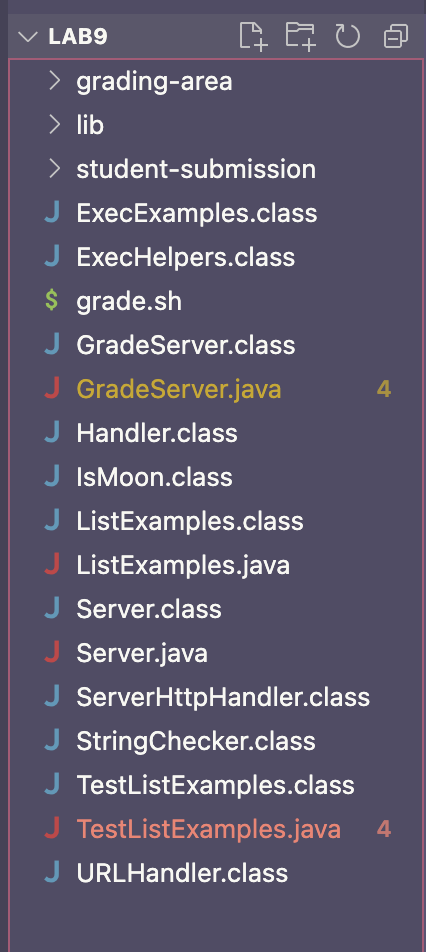 LAB9
grading-area
lib
student-submission
J ExecExamples.class
J ExecHelpers.class
$ grade.sh
J GradeServer.class
J GradeServer.java 4
J Handler.class
J IsMoon.class
J ListExamples.class
J ListExamples.java
J Server.class
J Server.java
J ServerHttpHandler.class
J StringChecker.class
J TestListExamples.class
J TestListExamples.java 4
J URLHandler.class